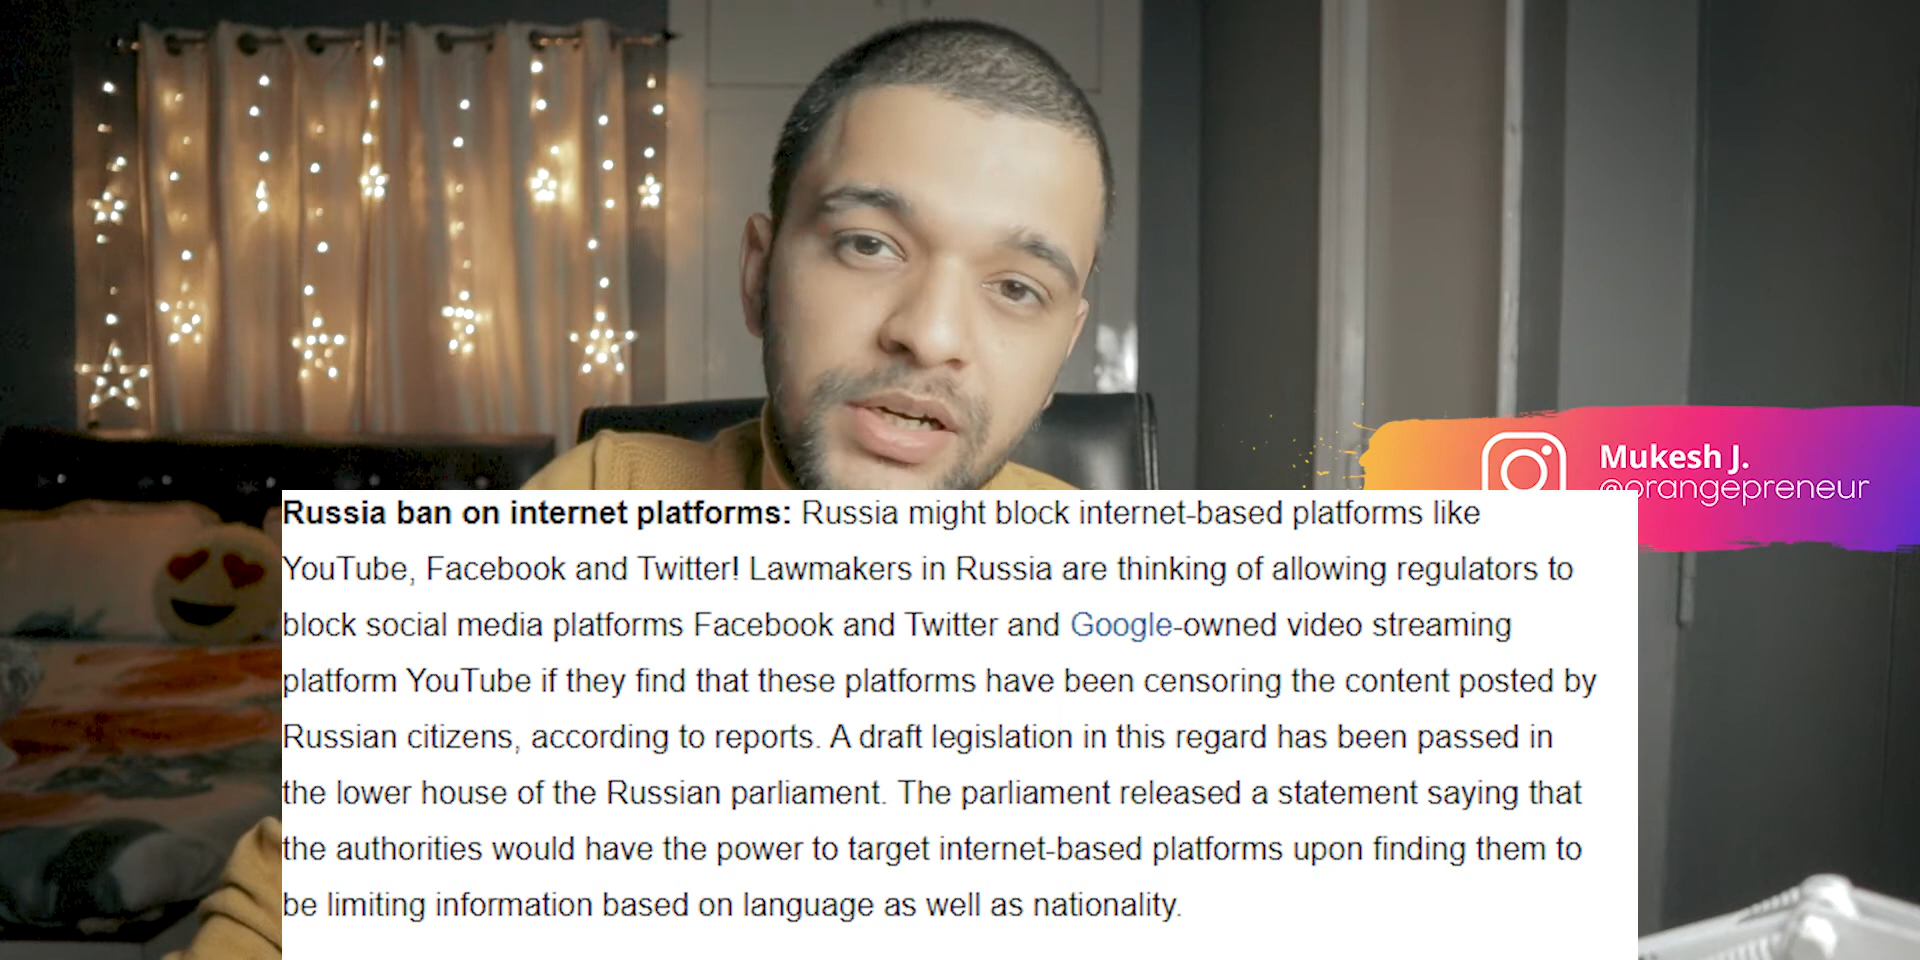 Mukesh J.
@orangepreneur
Russia ban on internet platforms: Russia might block internet-based platforms like
YouTube, Facebook and Twitter! Lawmakers in Russia are thinking of allowing regulators to
block social media platforms Facebook and Twitter and Google-owned video streaming
platform YouTube if they find that these platforms have been censoring the content posted by
Russian citizens, according to reports. A draft legislation in this regard has been passed in
the lower house of the Russian parliament. The parliament released a statement saying that
the authorities would have the power to target internet-based platforms upon finding them to
be limiting information based on language as well as nationality.